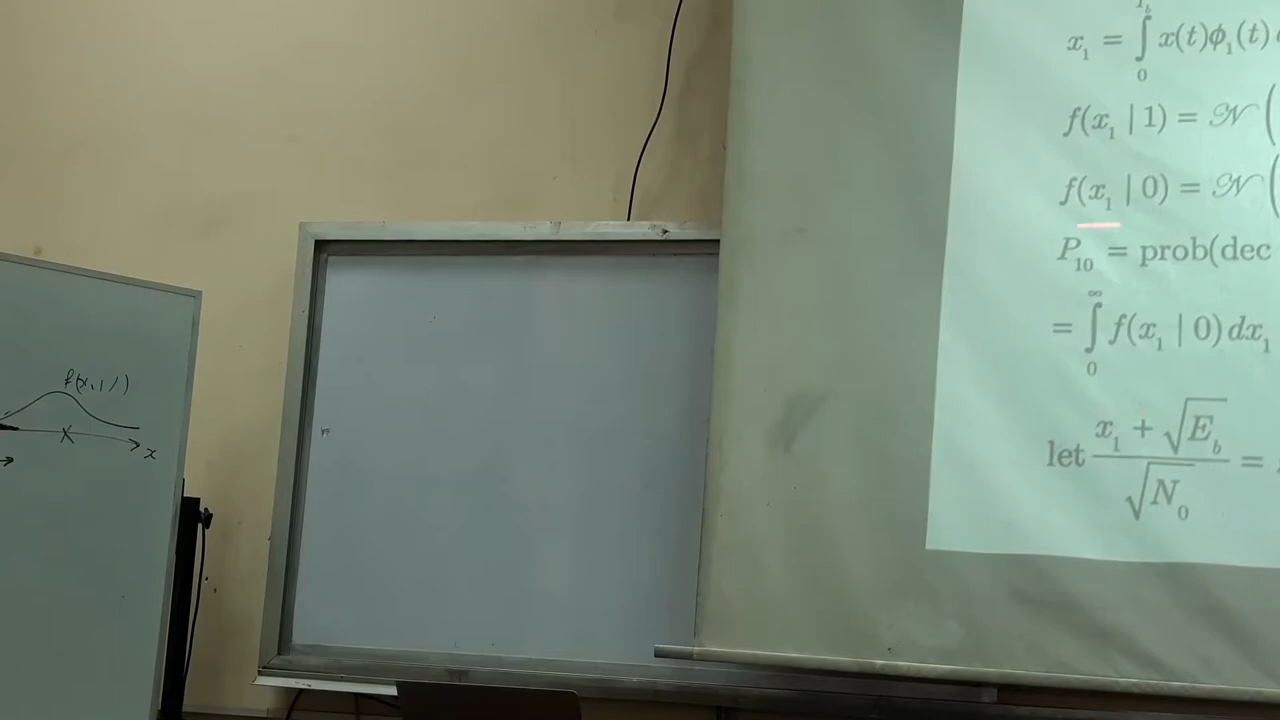 f(x, 1 / )
x
x₁ = ∫₀ x(t)ϕ₁(t)
f(x₁ | 1) = 𝒩 (
f(x₁ | 0) = 𝒩 (
P₁₀ = prob(dec
= ∫₀^∞ f(x₁ | 0) dx₁
let (x₁ + √E_b)/√N₀ =